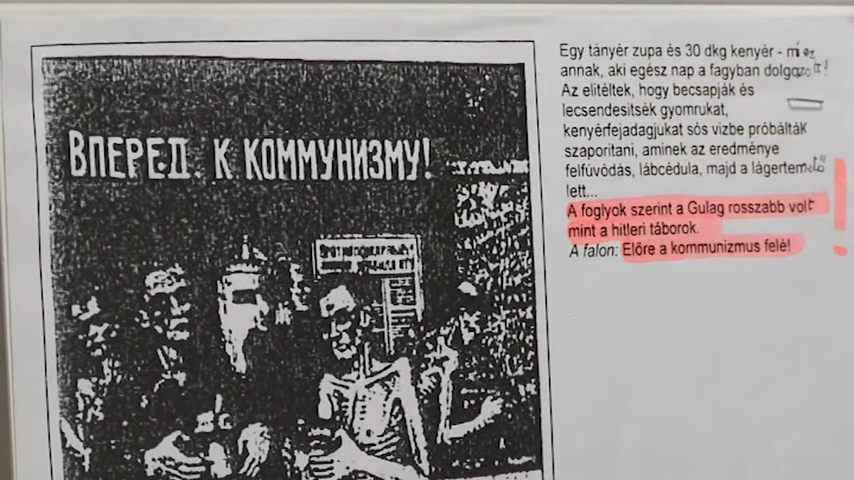 ВПЕРЕД К КОММУНИЗМУ!
Egy tányér zupa és 30 dkg kenyér - mi ez
annak, aki egész nap a fagyban dolgozott!
Az elitéltek, hogy becsapják és
lecsendesitsék gyomrukat,
kenyérfejadagjukat sós vizbe próbálták
szaporítani, aminek az eredménye
felfúvódás, lábcédula, majd a lágertemető
lett...
A foglyok szerint a Gulag rosszabb volt
mint a hitleri táborok.
A falon: Előre a kommunizmus felé!